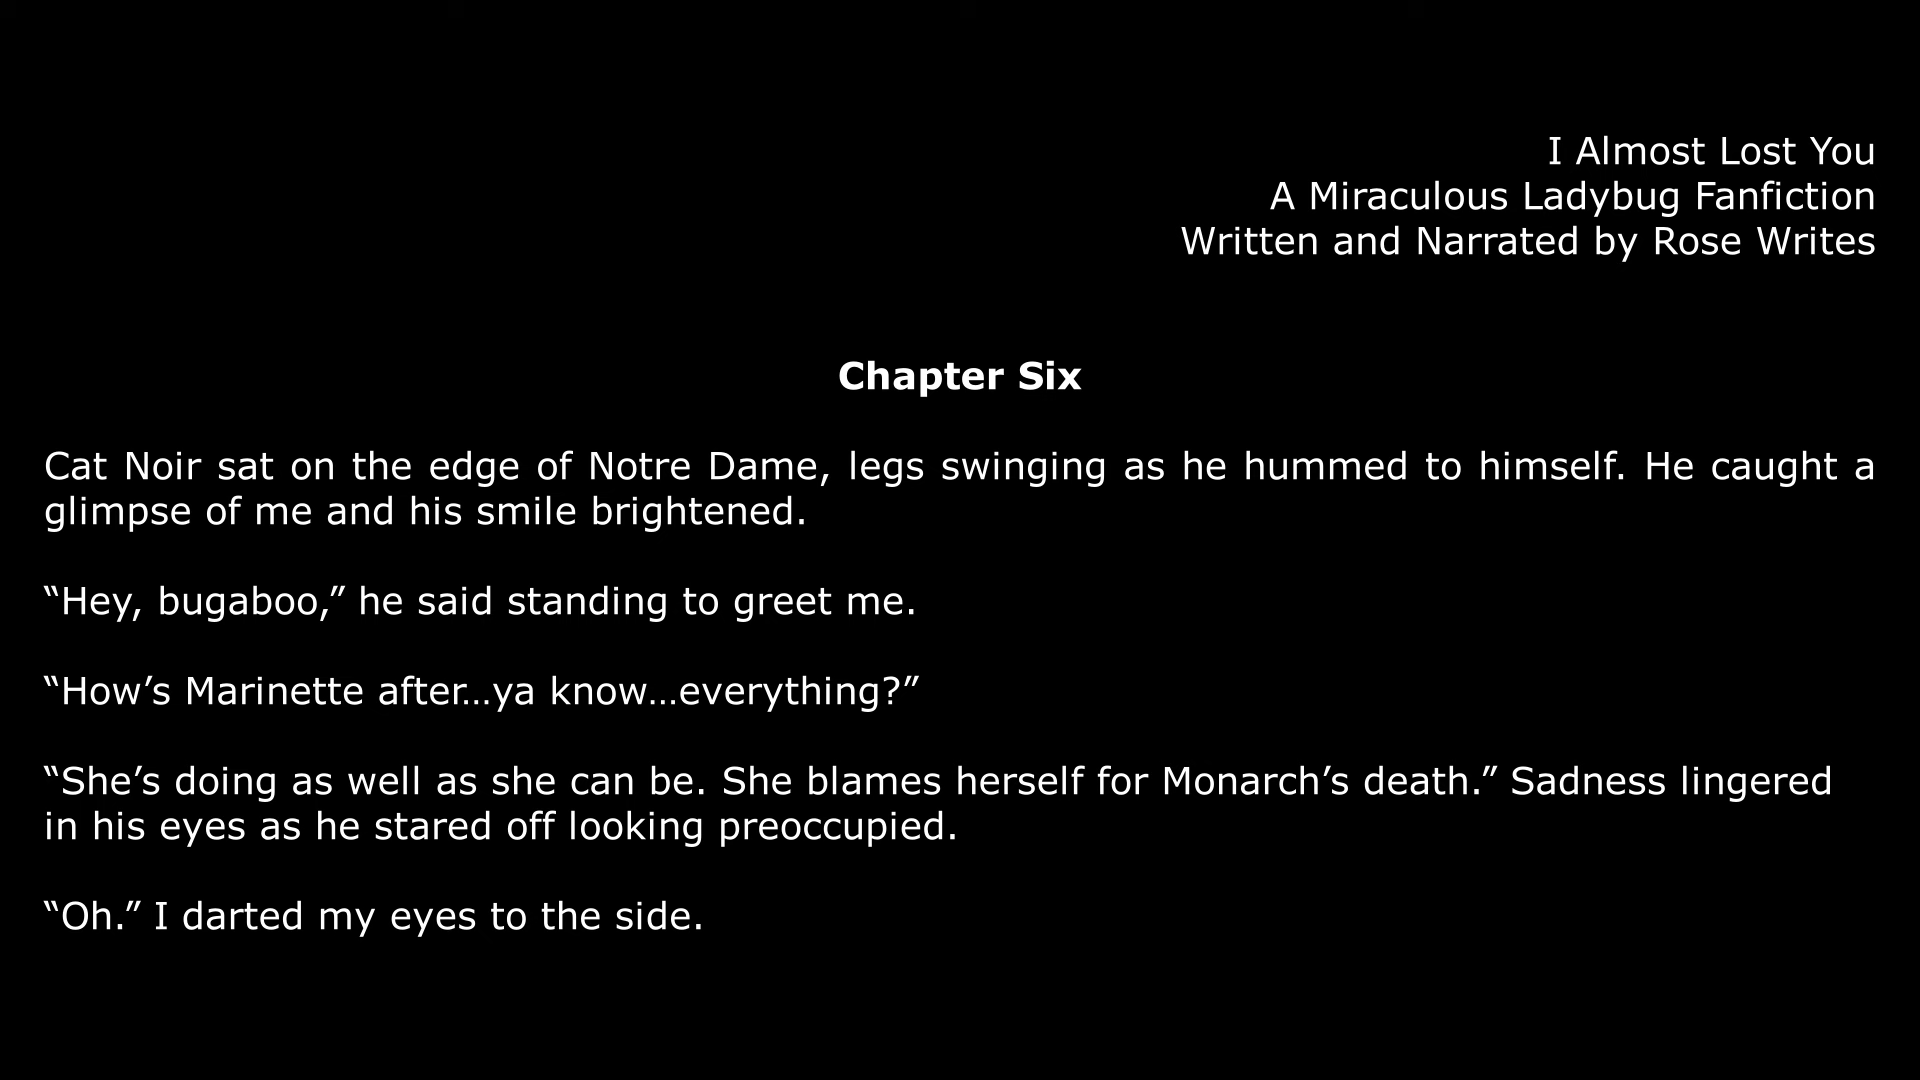 I Almost Lost You
A Miraculous Ladybug Fanfiction
Written and Narrated by Rose Writes
Chapter Six
Cat Noir sat on the edge of Notre Dame, legs swinging as he hummed to himself. He caught a
glimpse of me and his smile brightened.
“Hey, bugaboo,” he said standing to greet me.
“How’s Marinette after…ya know…everything?”
“She’s doing as well as she can be. She blames herself for Monarch’s death.” Sadness lingered
in his eyes as he stared off looking preoccupied.
“Oh.” I darted my eyes to the side.